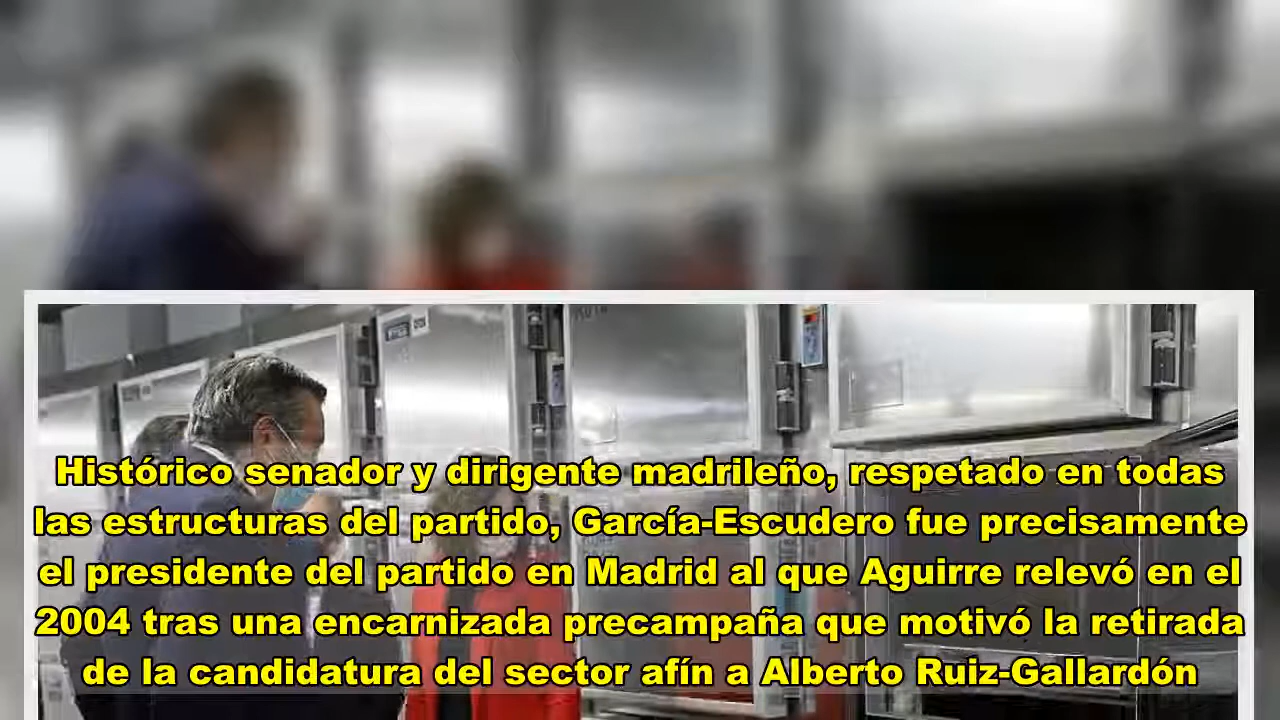 Histórico senador y dirigente madrileño, respetado en todas
las estructuras del partido, García-Escudero fue precisamente
el presidente del partido en Madrid al que Aguirre relevó en el
2004 tras una encarnizada precampaña que motivó la retirada
de la candidatura del sector afín a Alberto Ruiz-Gallardón